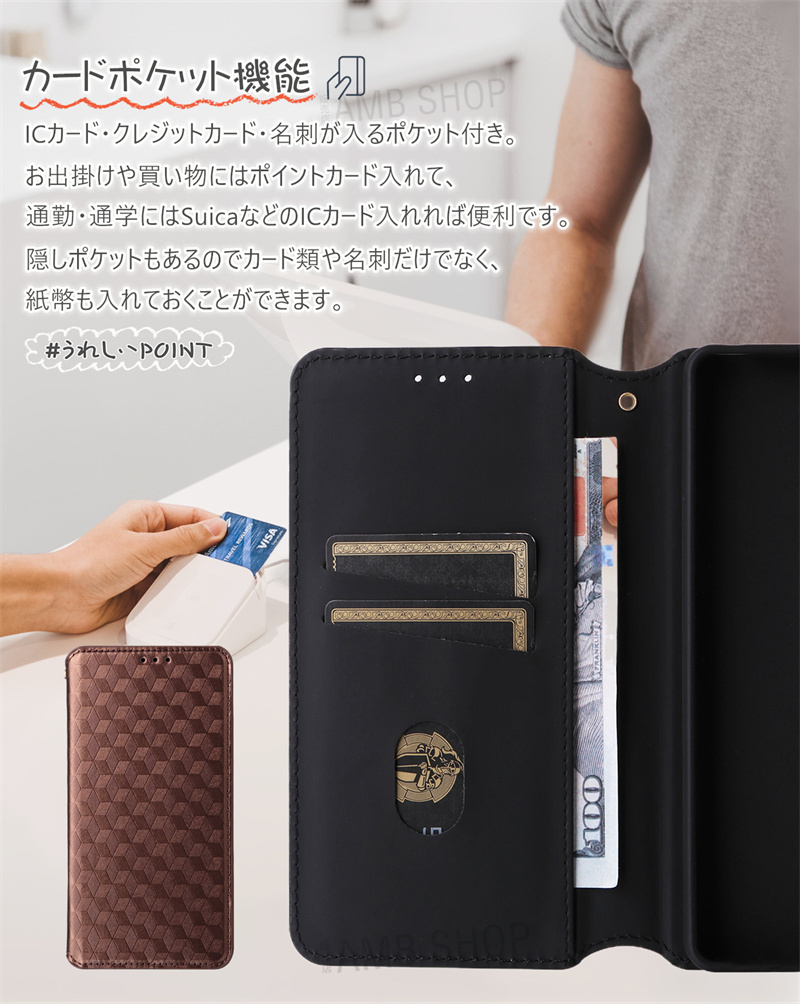 カードポケット機能
AMB SHOP
ICカード・クレジットカード・名刺が入るポケット付き。
お出掛けや買い物にはポイントカード入れて、
通勤・通学にはSuicaなどのICカード入れれば便利です。
隠しポケットもあるのでカード類や名刺だけでなく、
紙幣も入れておくことができます。
#うれしいPOINT
VISA
TRAVEL REWARDS
FRANKLIN
100
AMB SHOP